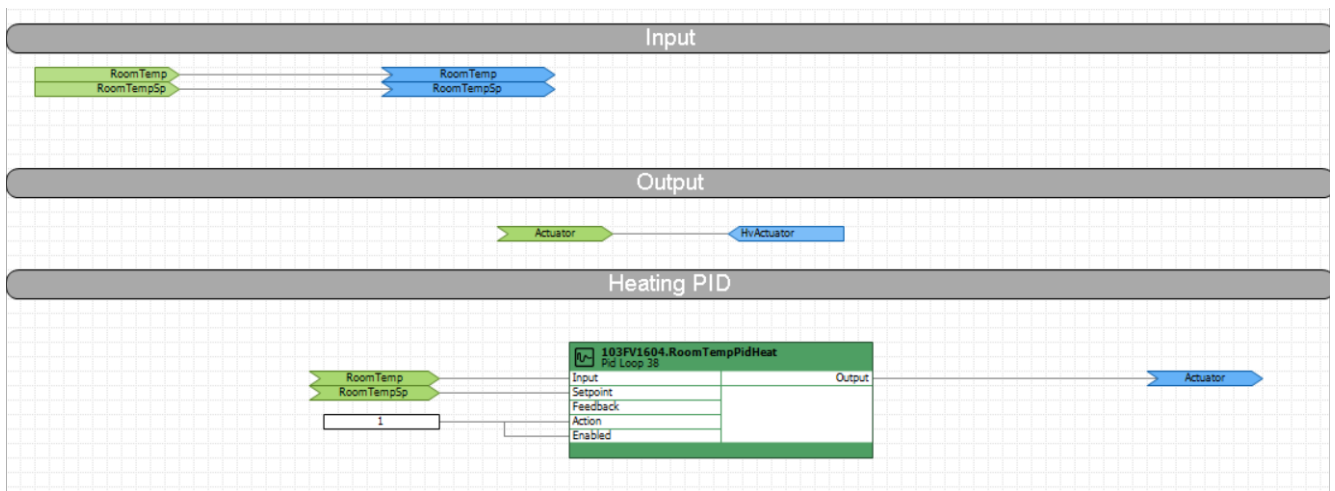 Input
RoomTemp RoomTemp
RoomTempSp RoomTempSp
Output
Actuator HvActuator
Heating PID
103FV1604.RoomTempPidHeat
Pid Loop 38
RoomTemp Input Output Actuator
RoomTempSp Setpoint
Feedback
1 Action
Enabled